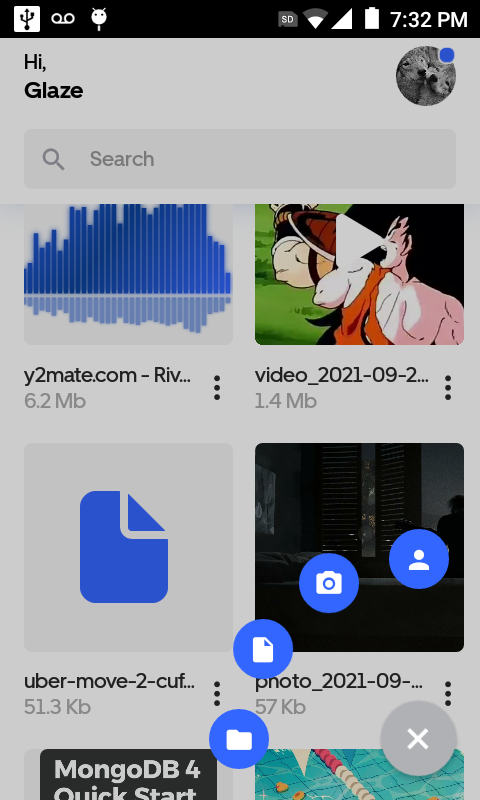 SD
7:32 PM
Hi,
Glaze
Search
y2mate.com - Riv...
6.2 Mb
video_2021-09-2...
1.4 Mb
uber-move-2-cuf...
51.3 Kb
photo_2021-09-...
57 Kb
MongoDB 4
Quick Start